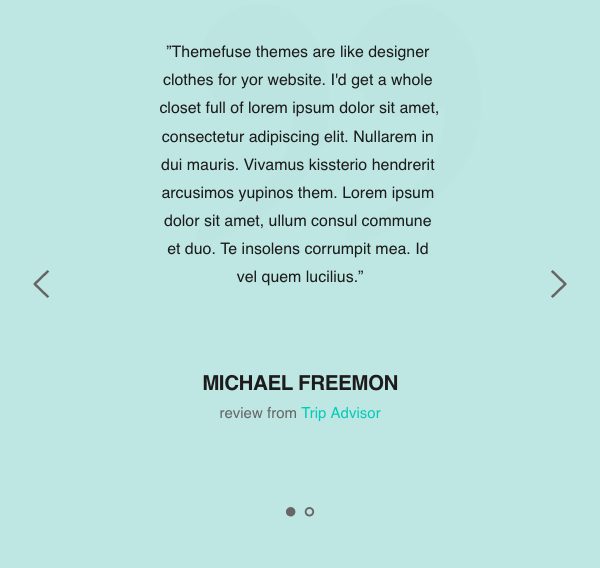 ”Themefuse themes are like designer
clothes for yor website. I'd get a whole
closet full of lorem ipsum dolor sit amet,
consectetur adipiscing elit. Nullarem in
dui mauris. Vivamus kissterio hendrerit
arcusimos yupinos them. Lorem ipsum
dolor sit amet, ullum consul commune
et duo. Te insolens corrumpit mea. Id
vel quem lucilius.”
MICHAEL FREEMON
review from Trip Advisor